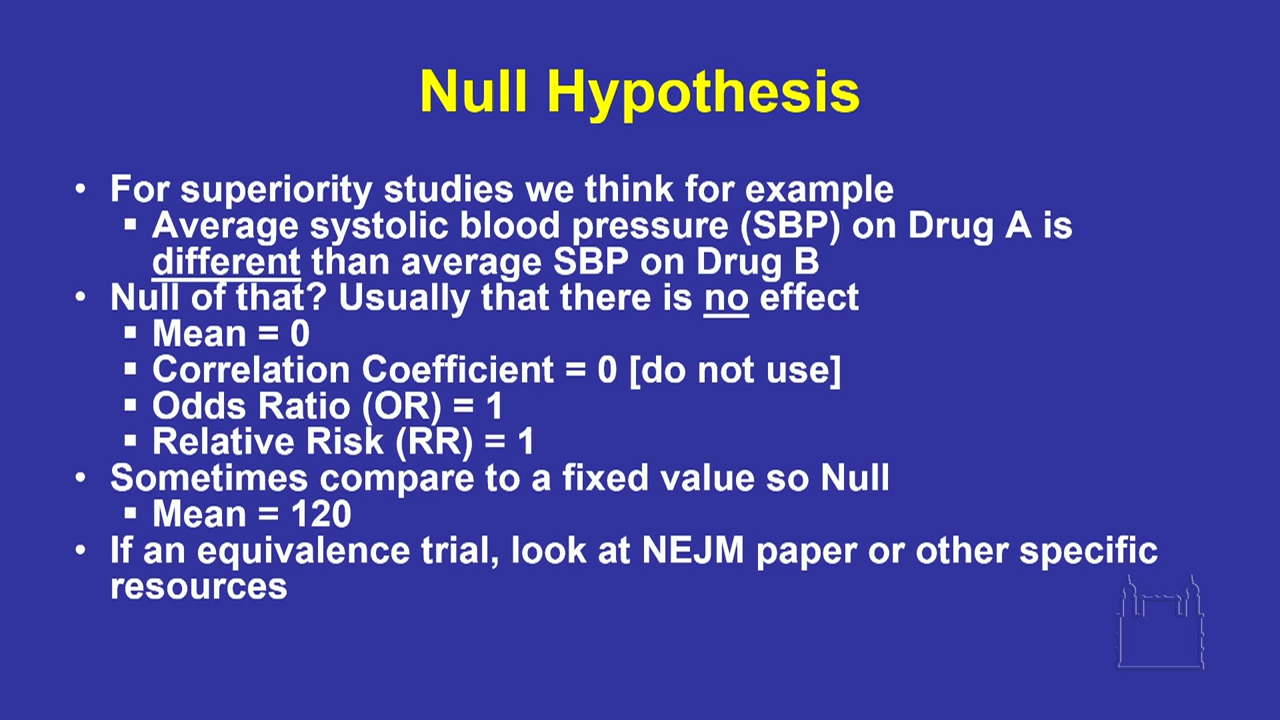 Null Hypothesis
• For superiority studies we think for example
▪ Average systolic blood pressure (SBP) on Drug A is
different than average SBP on Drug B
• Null of that? Usually that there is no effect
▪ Mean = 0
▪ Correlation Coefficient = 0 [do not use]
▪ Odds Ratio (OR) = 1
▪ Relative Risk (RR) = 1
• Sometimes compare to a fixed value so Null
▪ Mean = 120
• If an equivalence trial, look at NEJM paper or other specific
resources